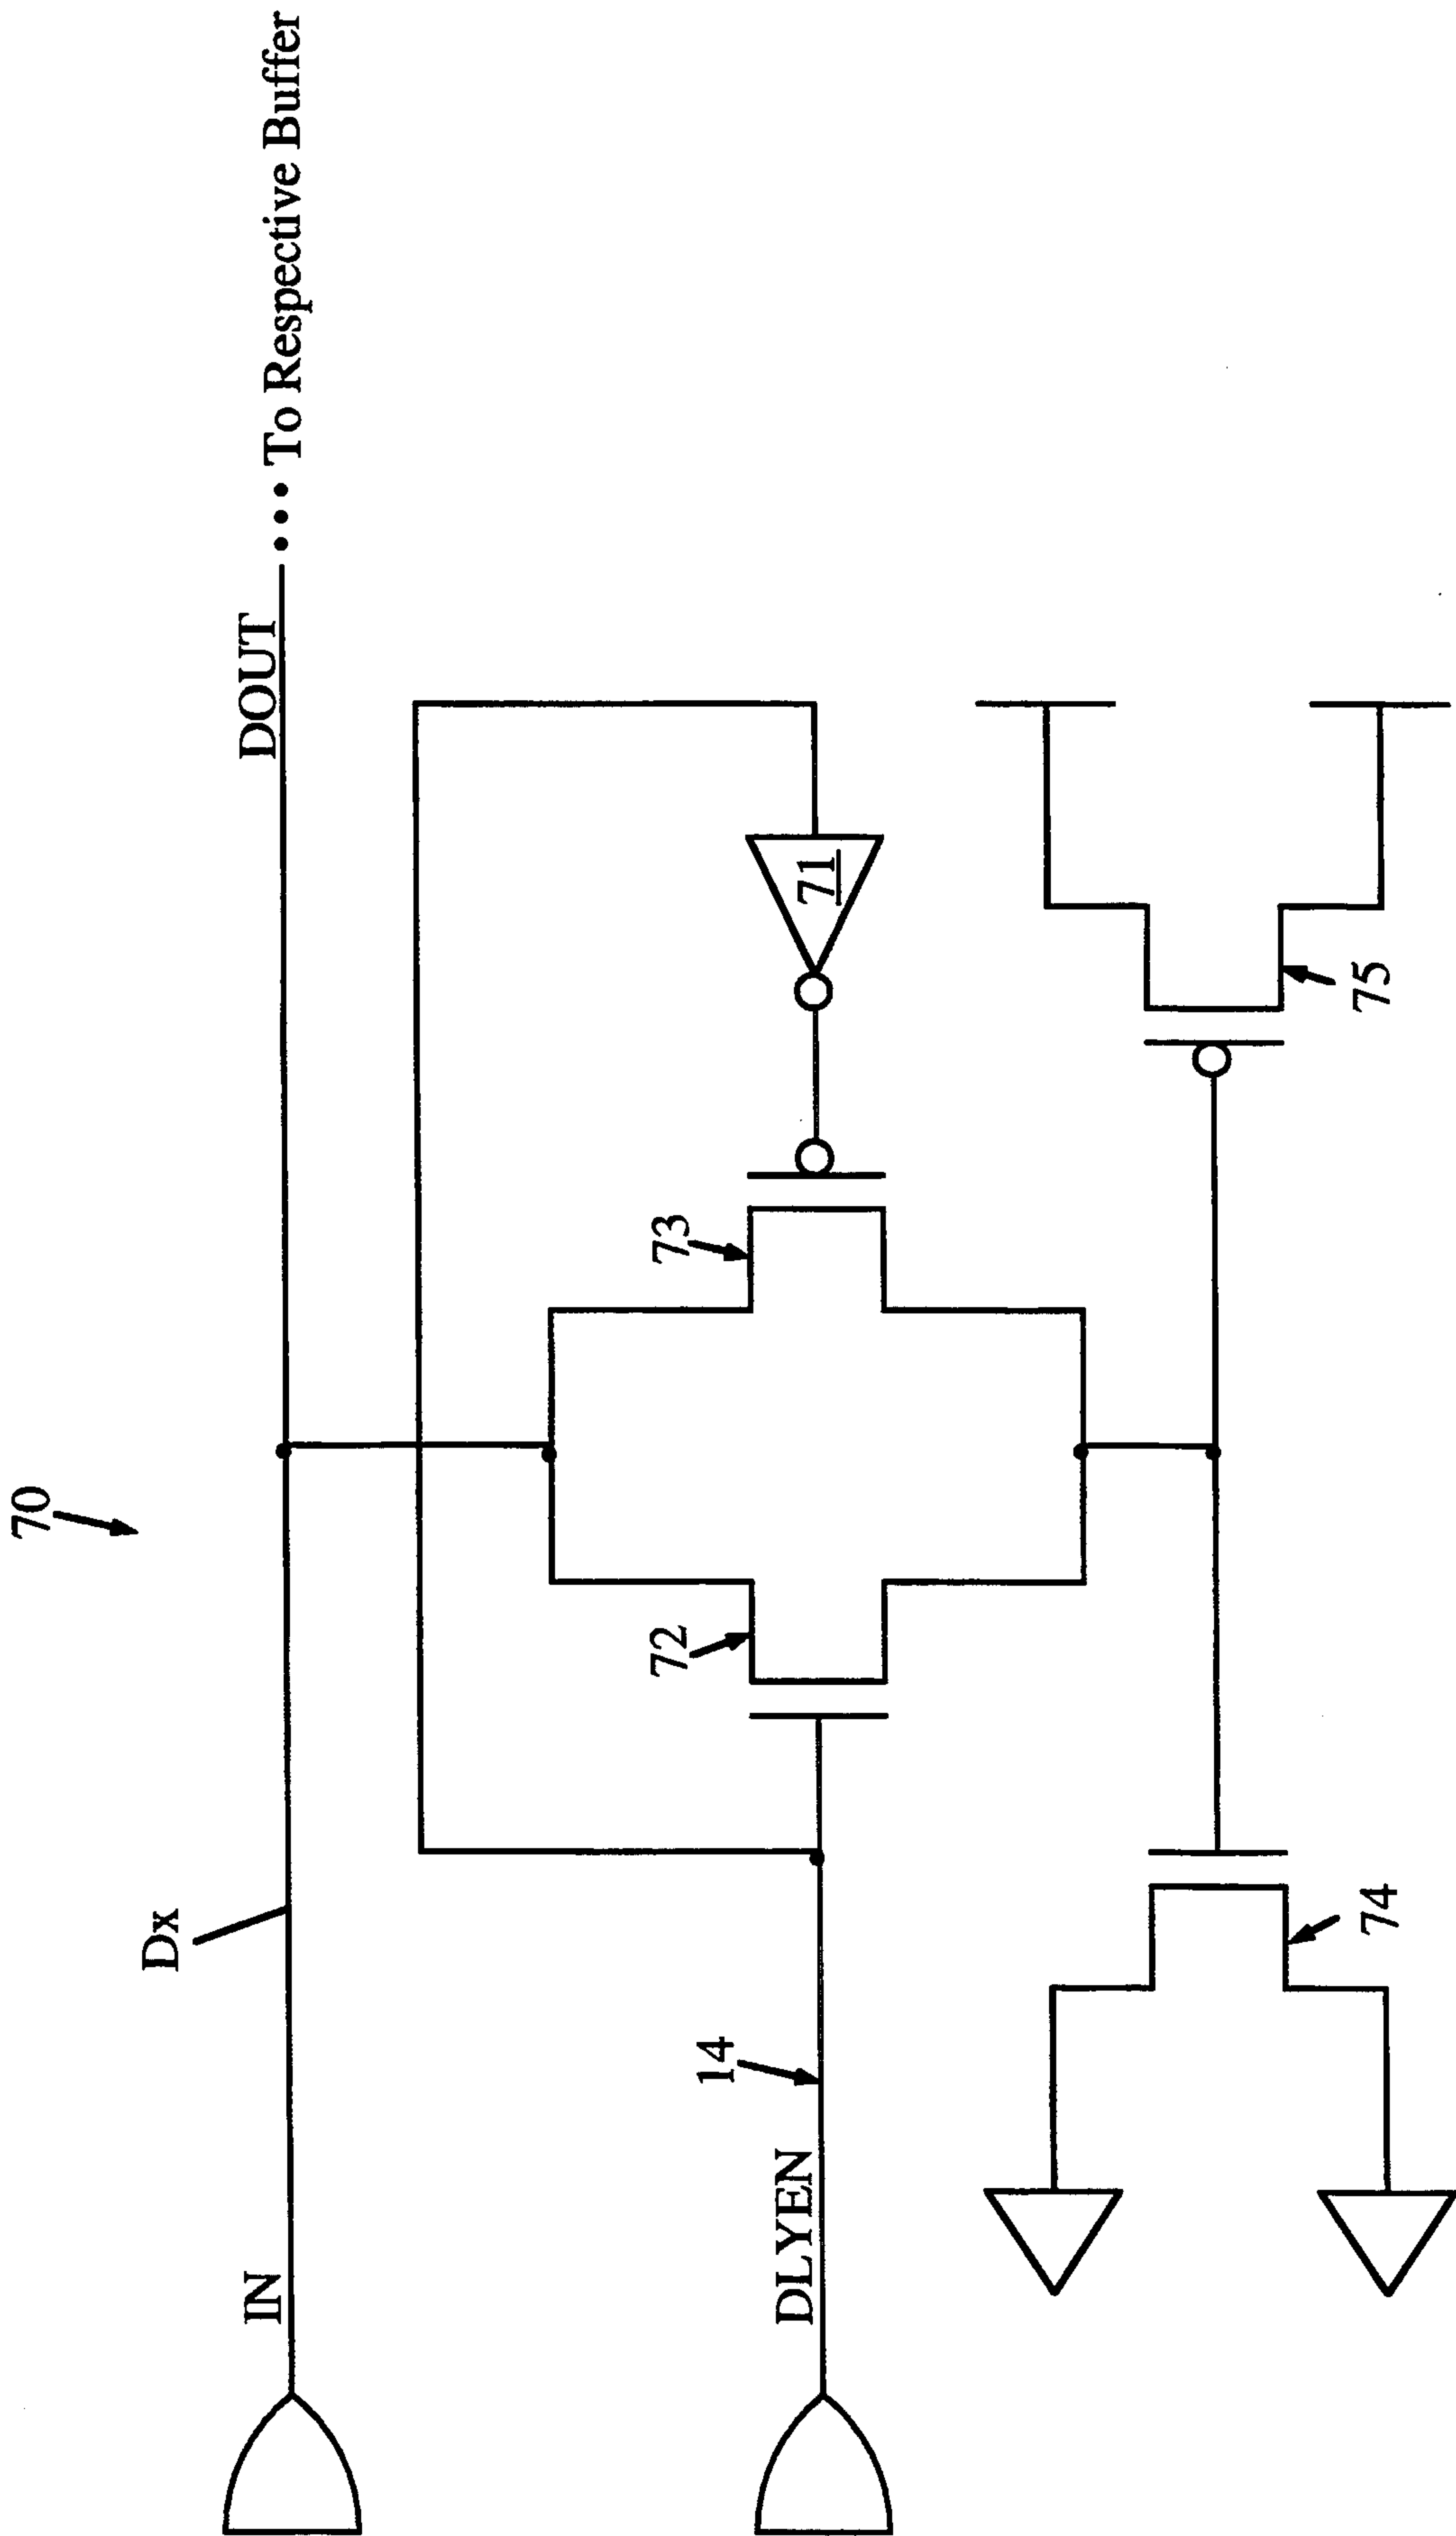 70
IN
Dx
DOUT
To Respective Buffer
DLYEN
14
72
73
71
74
75